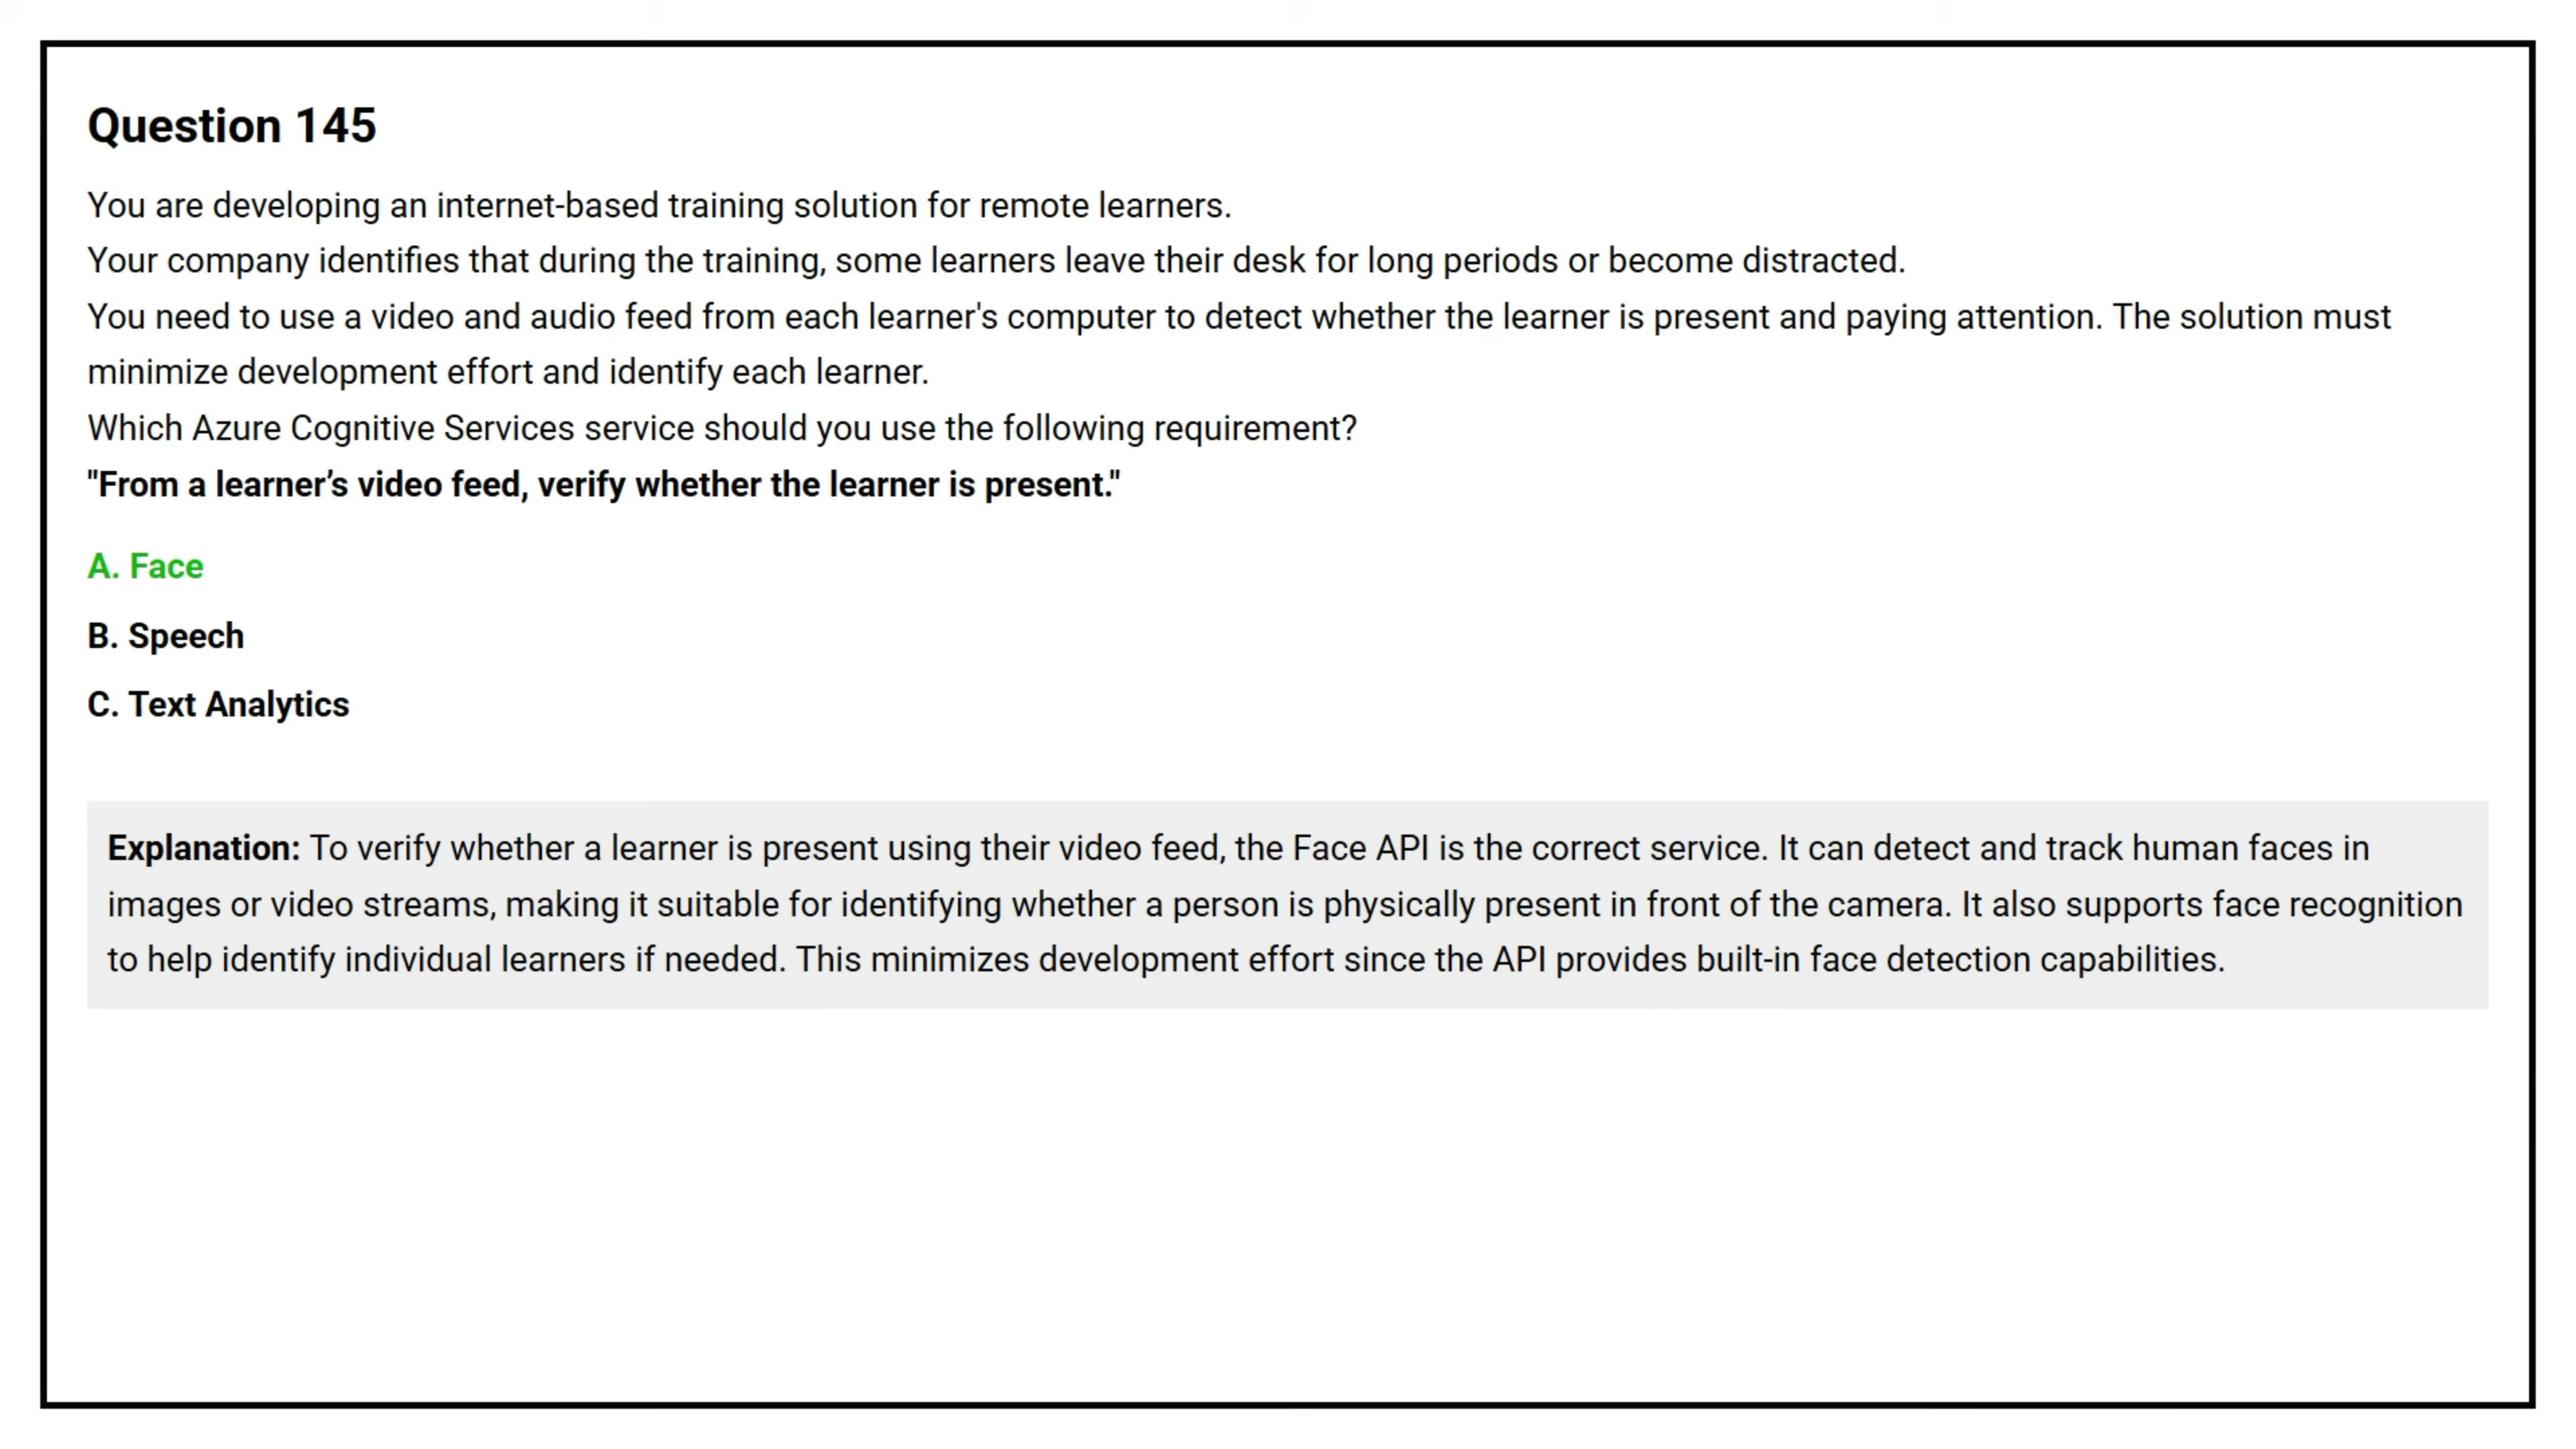 Question 145
You are developing an internet-based training solution for remote learners.
Your company identifies that during the training, some learners leave their desk for long periods or become distracted.
You need to use a video and audio feed from each learner's computer to detect whether the learner is present and paying attention. The solution must
minimize development effort and identify each learner.
Which Azure Cognitive Services service should you use the following requirement?
"From a learner’s video feed, verify whether the learner is present."
A. Face
B. Speech
C. Text Analytics
Explanation: To verify whether a learner is present using their video feed, the Face API is the correct service. It can detect and track human faces in
images or video streams, making it suitable for identifying whether a person is physically present in front of the camera. It also supports face recognition
to help identify individual learners if needed. This minimizes development effort since the API provides built-in face detection capabilities.